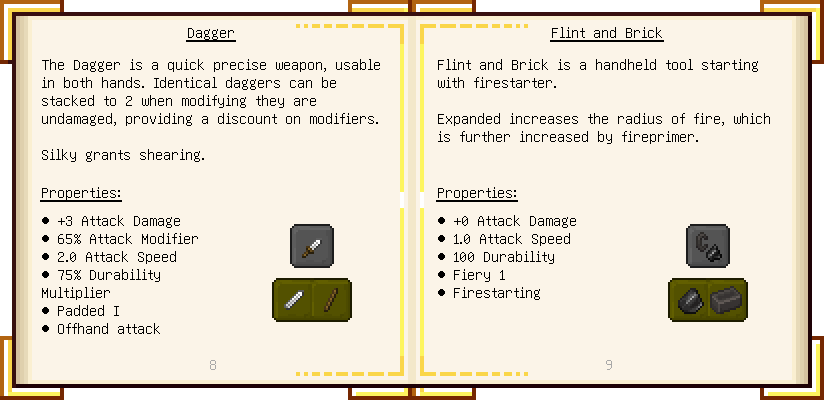 Dagger
The Dagger is a quick precise weapon, usable
in both hands. Identical daggers can be
stacked to 2 when modifying they are
undamaged, providing a discount on modifiers.
Silky grants shearing.
Properties:
● +3 Attack Damage
● 65% Attack Modifier
● 2.0 Attack Speed
● 75% Durability
Multiplier
● Padded I
● Offhand attack
8
Flint and Brick
Flint and Brick is a handheld tool starting
with firestarter.
Expanded increases the radius of fire, which
is further increased by fireprimer.
Properties:
● +0 Attack Damage
● 1.0 Attack Speed
● 100 Durability
● Fiery 1
● Firestarting
9